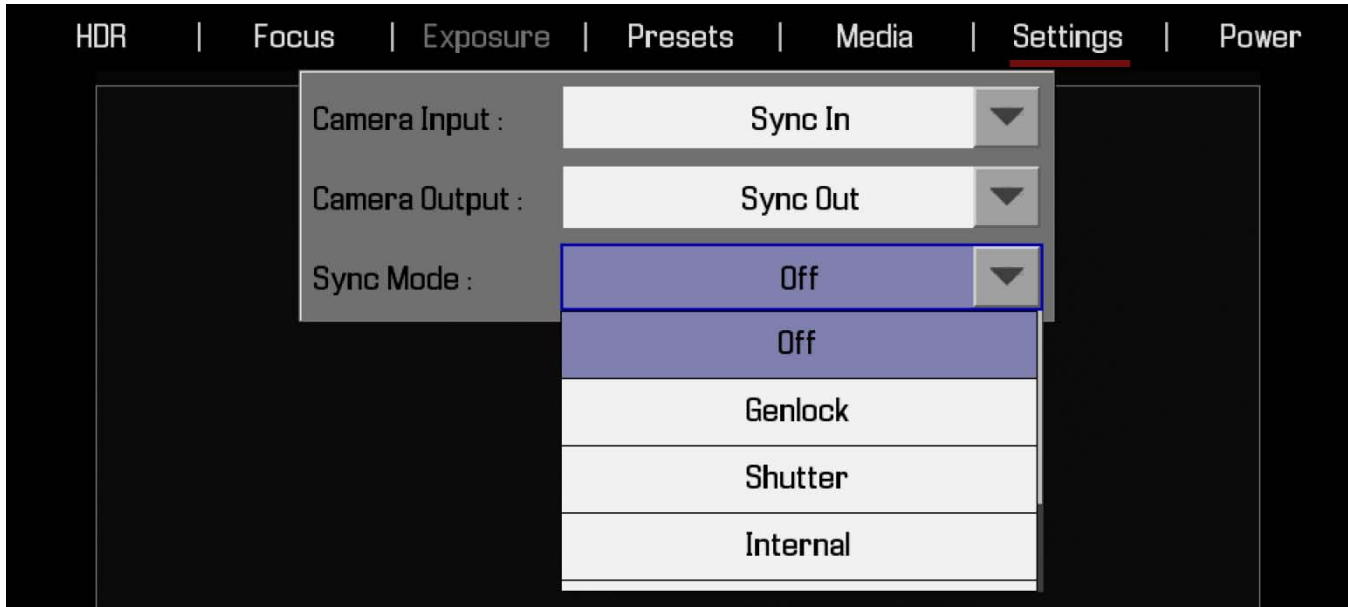 HDR | Focus | Exposure | Presets | Media | Settings | Power
Camera Input : Sync In
Camera Output : Sync Out
Sync Mode : Off
Off
Genlock
Shutter
Internal